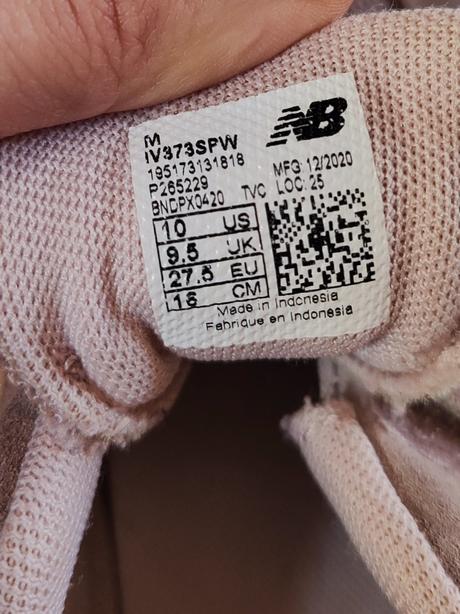 M
IV373SPW
195173131818
P265229
BNDPX0420 TVC
NB
MFG 12/2020
LOC: 25
10 US
9.5 UK
27.5 EU
16 CM
Made in Indonesia
Fabrique en Indonesia